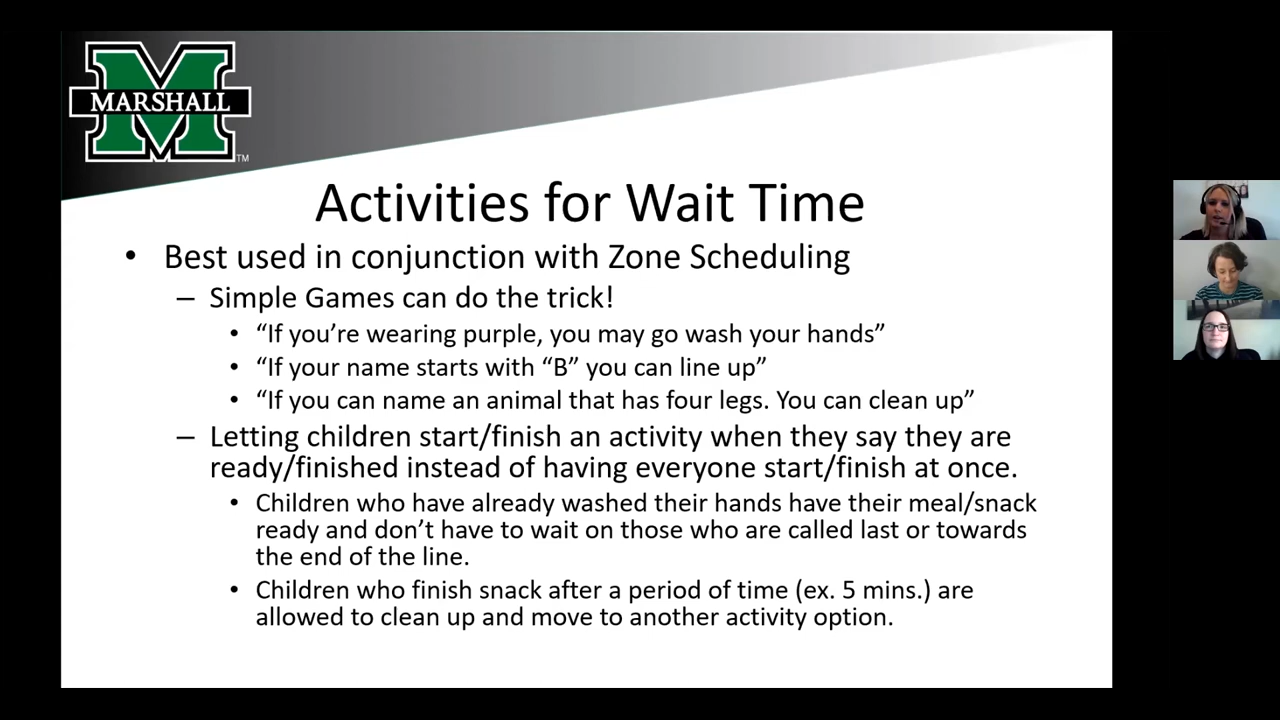 MARSHALL
TM
Activities for Wait Time
• Best used in conjunction with Zone Scheduling
– Simple Games can do the trick!
• “If you’re wearing purple, you may go wash your hands”
• “If your name starts with “B” you can line up”
• “If you can name an animal that has four legs. You can clean up”
– Letting children start/finish an activity when they say they are
ready/finished instead of having everyone start/finish at once.
• Children who have already washed their hands have their meal/snack
ready and don’t have to wait on those who are called last or towards
the end of the line.
• Children who finish snack after a period of time (ex. 5 mins.) are
allowed to clean up and move to another activity option.